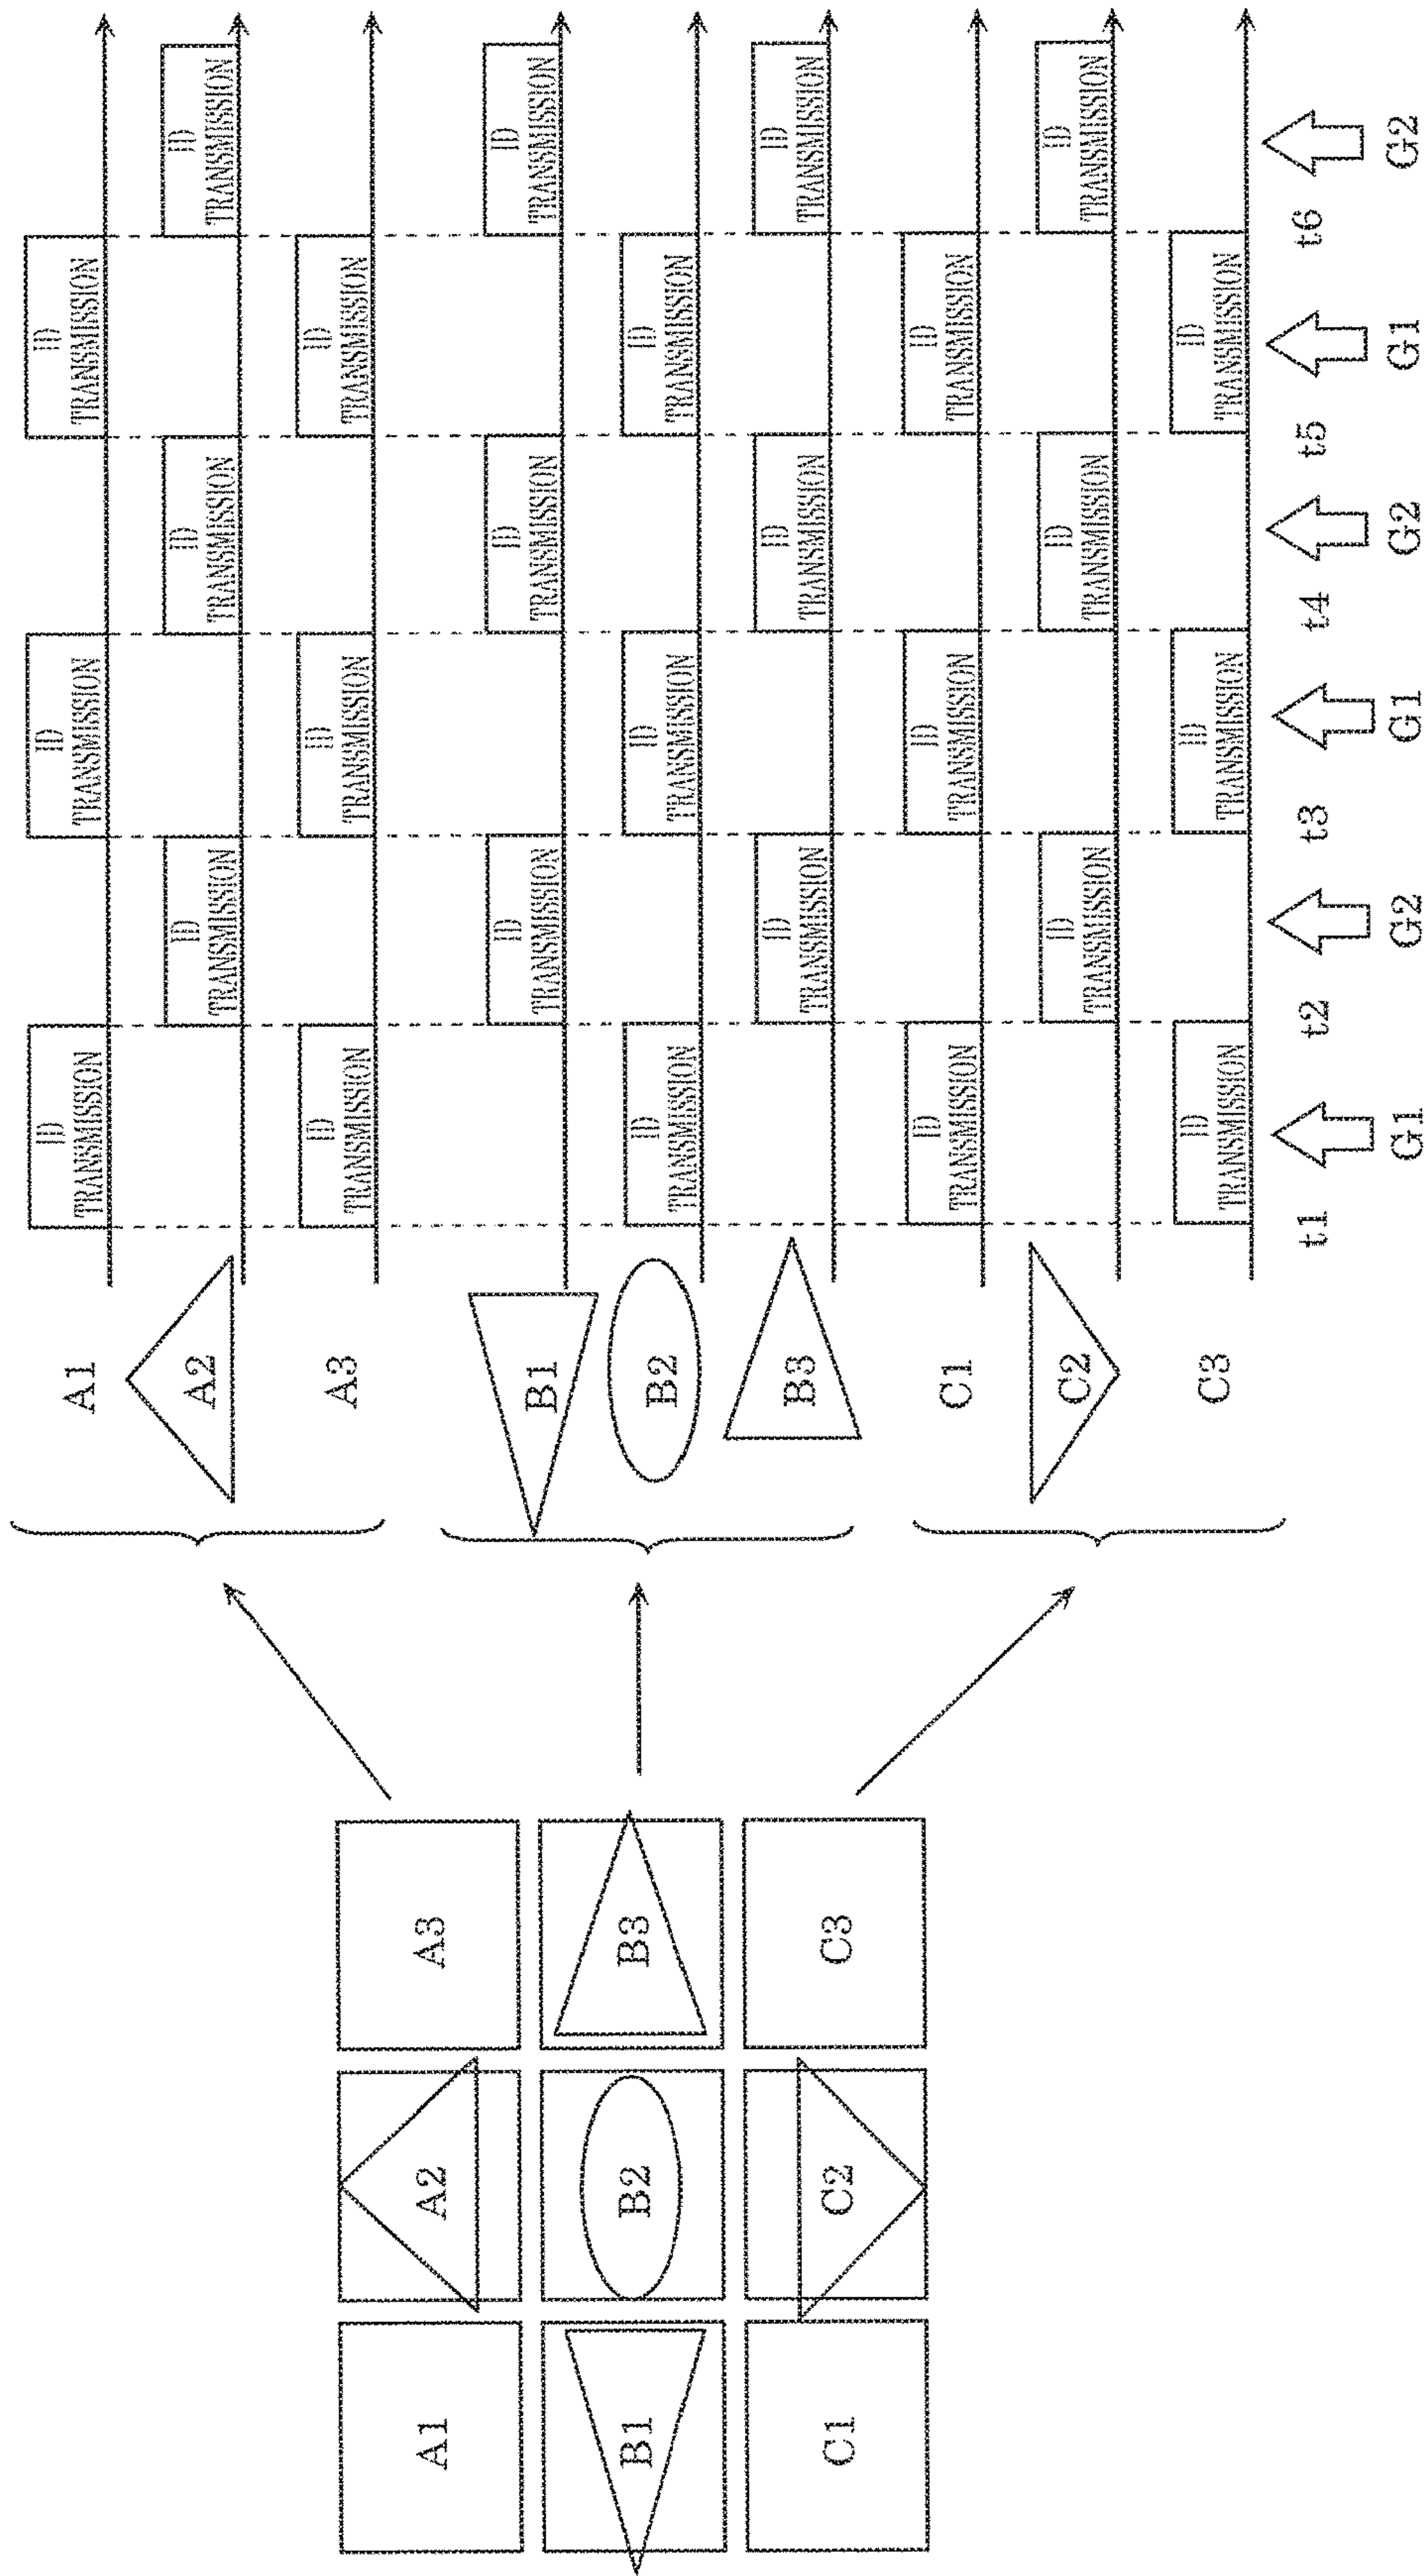 A1 A2 A3
B1 B2 B3
C1 C2 C3
A1
ID ID ID
TRANSMISSION TRANSMISSION TRANSMISSION
A2
ID ID ID
TRANSMISSION TRANSMISSION TRANSMISSION
A3
ID ID ID
TRANSMISSION TRANSMISSION TRANSMISSION
B1
ID ID ID
TRANSMISSION TRANSMISSION TRANSMISSION
B2
ID ID ID
TRANSMISSION TRANSMISSION TRANSMISSION
B3
ID ID ID
TRANSMISSION TRANSMISSION TRANSMISSION
C1
ID ID ID
TRANSMISSION TRANSMISSION TRANSMISSION
C2
ID ID ID
TRANSMISSION TRANSMISSION TRANSMISSION
C3
ID ID ID
TRANSMISSION TRANSMISSION TRANSMISSION
t1 t2 t3 t4 t5 t6
G1 G2 G1 G2 G1 G2